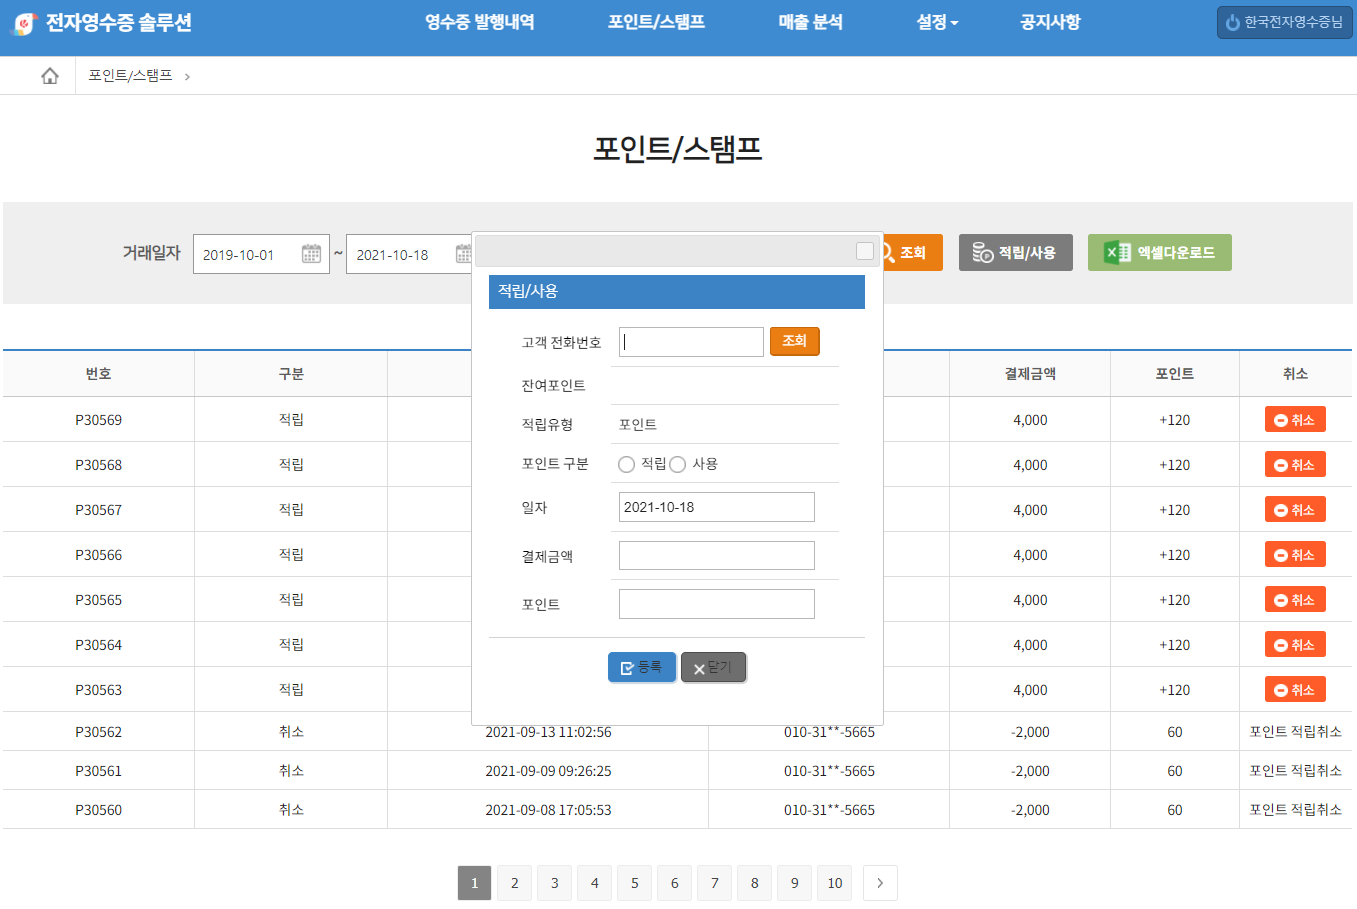 전자영수증 솔루션
영수증 발행내역 포인트/스탬프 매출 분석 설정 공지사항
한국전자영수증님
포인트/스탬프 >
포인트/스탬프
거래일자 2019-10-01 ~ 2021-10-18 조회 적립/사용 엑셀다운로드
적립/사용
고객 전화번호 조회
잔여포인트
적립유형 포인트
포인트 구분 적립 사용
일자 2021-10-18
결제금액
포인트
등록 닫기
번호 구분 결제금액 포인트 취소
P30569 적립 4,000 +120 취소
P30568 적립 4,000 +120 취소
P30567 적립 4,000 +120 취소
P30566 적립 4,000 +120 취소
P30565 적립 4,000 +120 취소
P30564 적립 4,000 +120 취소
P30563 적립 4,000 +120 취소
P30562 취소 2021-09-13 11:02:56 010-31**-5665 -2,000 60 포인트 적립취소
P30561 취소 2021-09-09 09:26:25 010-31**-5665 -2,000 60 포인트 적립취소
P30560 취소 2021-09-08 17:05:53 010-31**-5665 -2,000 60 포인트 적립취소
1 2 3 4 5 6 7 8 9 10 >